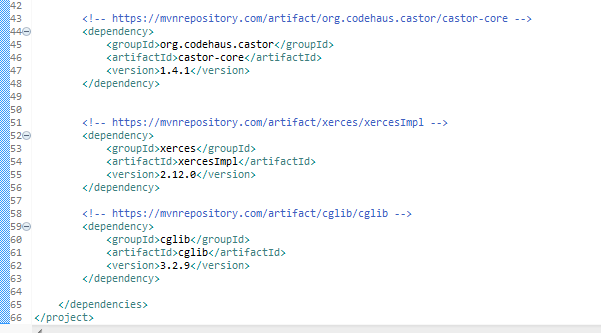 42
43 <!-- https://mvnrepository.com/artifact/org.codehaus.castor/castor-core -->
44 <dependency>
45 <groupId>org.codehaus.castor</groupId>
46 <artifactId>castor-core</artifactId>
47 <version>1.4.1</version>
48 </dependency>
49
50
51 <!-- https://mvnrepository.com/artifact/xerces/xercesImpl -->
52 <dependency>
53 <groupId>xerces</groupId>
54 <artifactId>xercesImpl</artifactId>
55 <version>2.12.0</version>
56 </dependency>
57
58 <!-- https://mvnrepository.com/artifact/cglib/cglib -->
59 <dependency>
60 <groupId>cglib</groupId>
61 <artifactId>cglib</artifactId>
62 <version>3.2.9</version>
63 </dependency>
64
65 </dependencies>
66 </project>